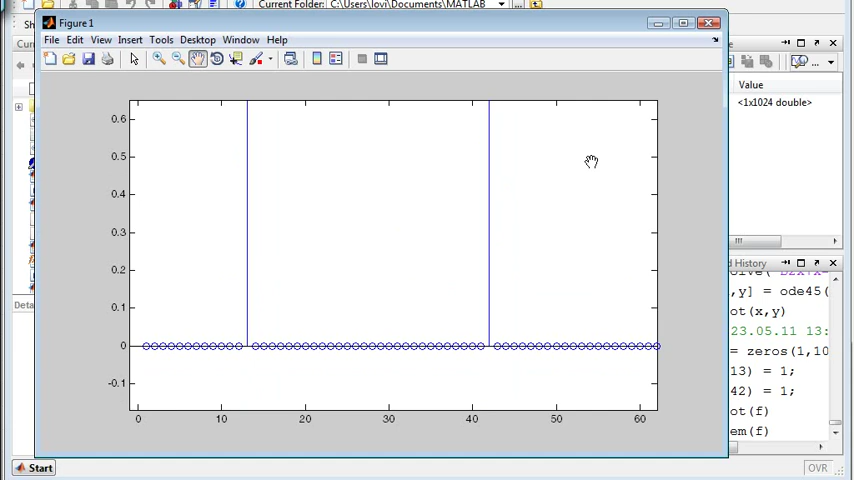 Current Folder: C:\Users\lovi\Documents\MATLAB
Figure 1
File Edit View Insert Tools Desktop Window Help
Value
<1x1024 double>
0.6
0.5
0.4
0.3
0.2
0.1
0
-0.1
0 10 20 30 40 50 60
d History
,y] = ode45(
ot(x,y)
23.05.11 13:
= zeros(1,10
13) = 1;
42) = 1;
ot(f)
em(f)
Start
OVR